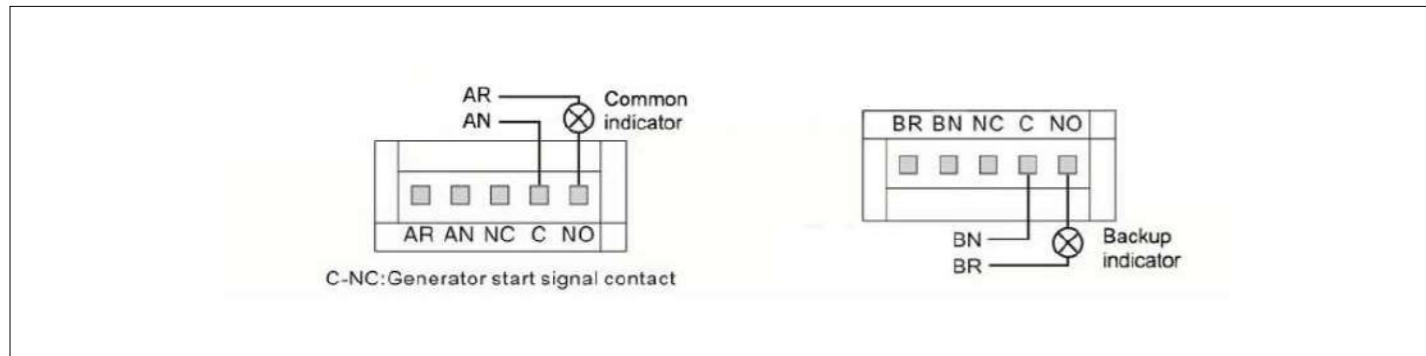 AR
AN
Common
indicator
AR AN NC C NO
C-NC:Generator start signal contact
BR BN NC C NO
BN
BR
Backup
indicator